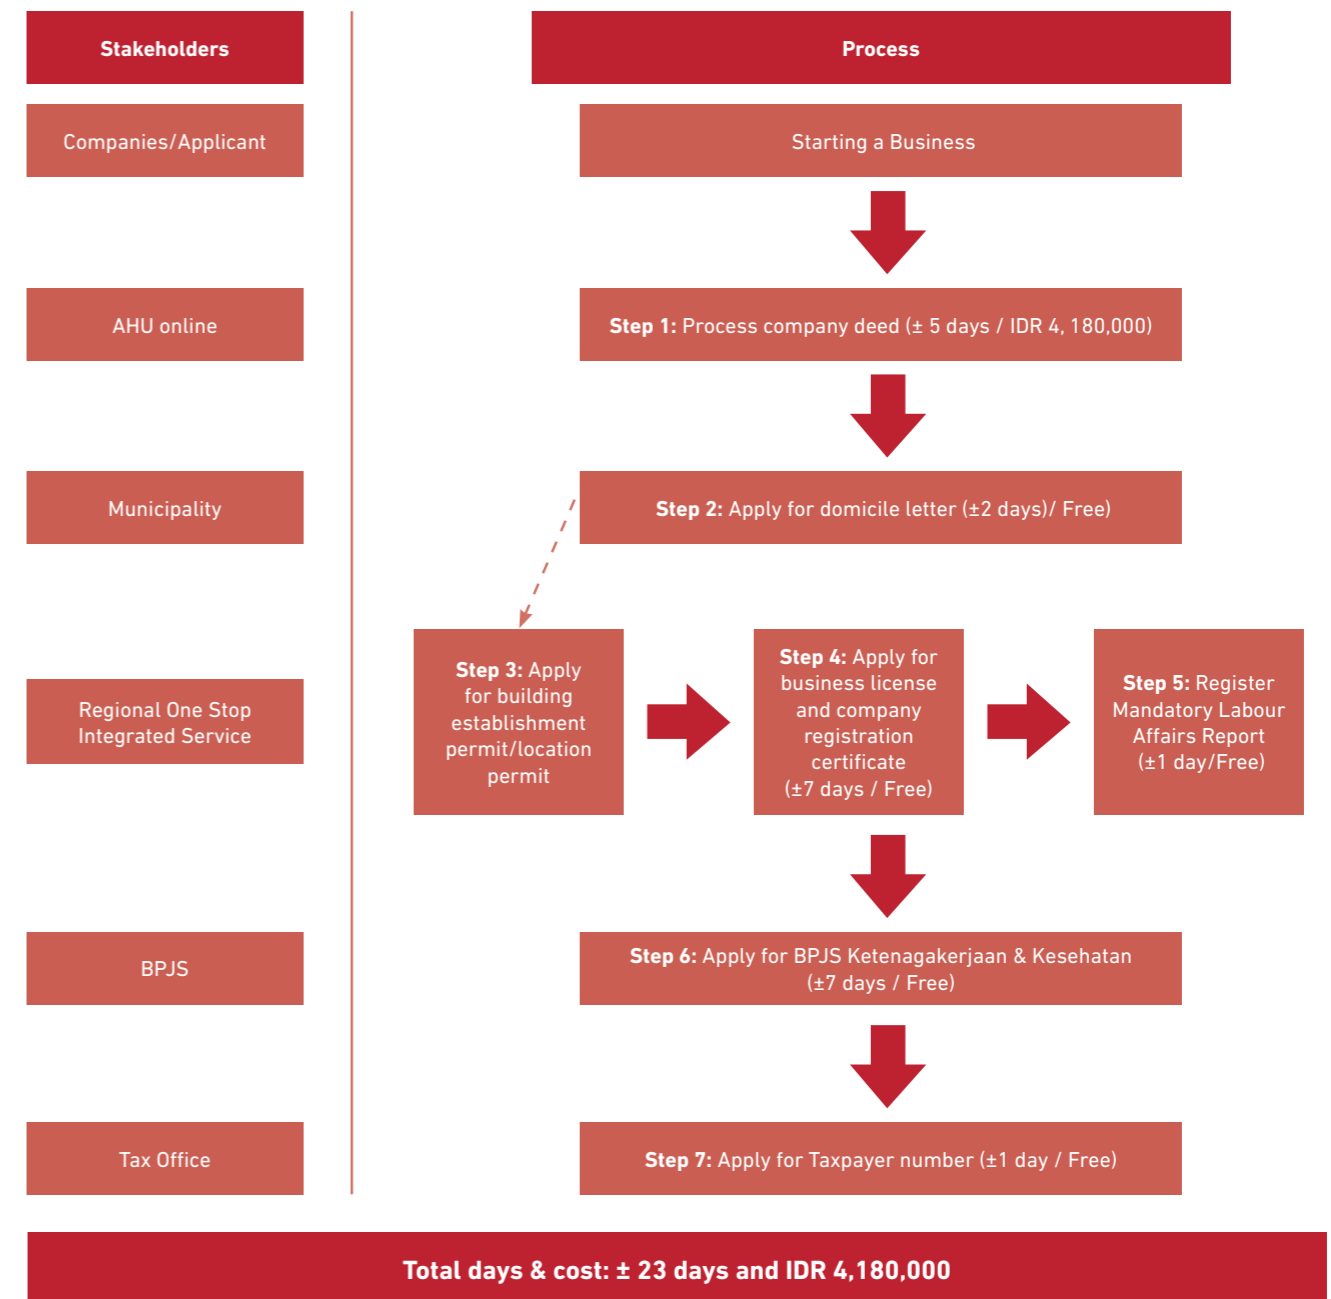 Stakeholders
Process
Companies/Applicant
Starting a Business
AHU online
Step 1: Process company deed (± 5 days / IDR 4, 180,000)
Municipality
Step 2: Apply for domicile letter (±2 days)/ Free)
Regional One Stop
Integrated Service
Step 3: Apply
for building
establishment
permit/location
permit
Step 4: Apply for
business license
and company
registration
certificate
(±7 days / Free)
Step 5: Register
Mandatory Labour
Affairs Report
(±1 day/Free)
BPJS
Step 6: Apply for BPJS Ketenagakerjaan & Kesehatan
(±7 days / Free)
Tax Office
Step 7: Apply for Taxpayer number (±1 day / Free)
Total days & cost: ± 23 days and IDR 4,180,000